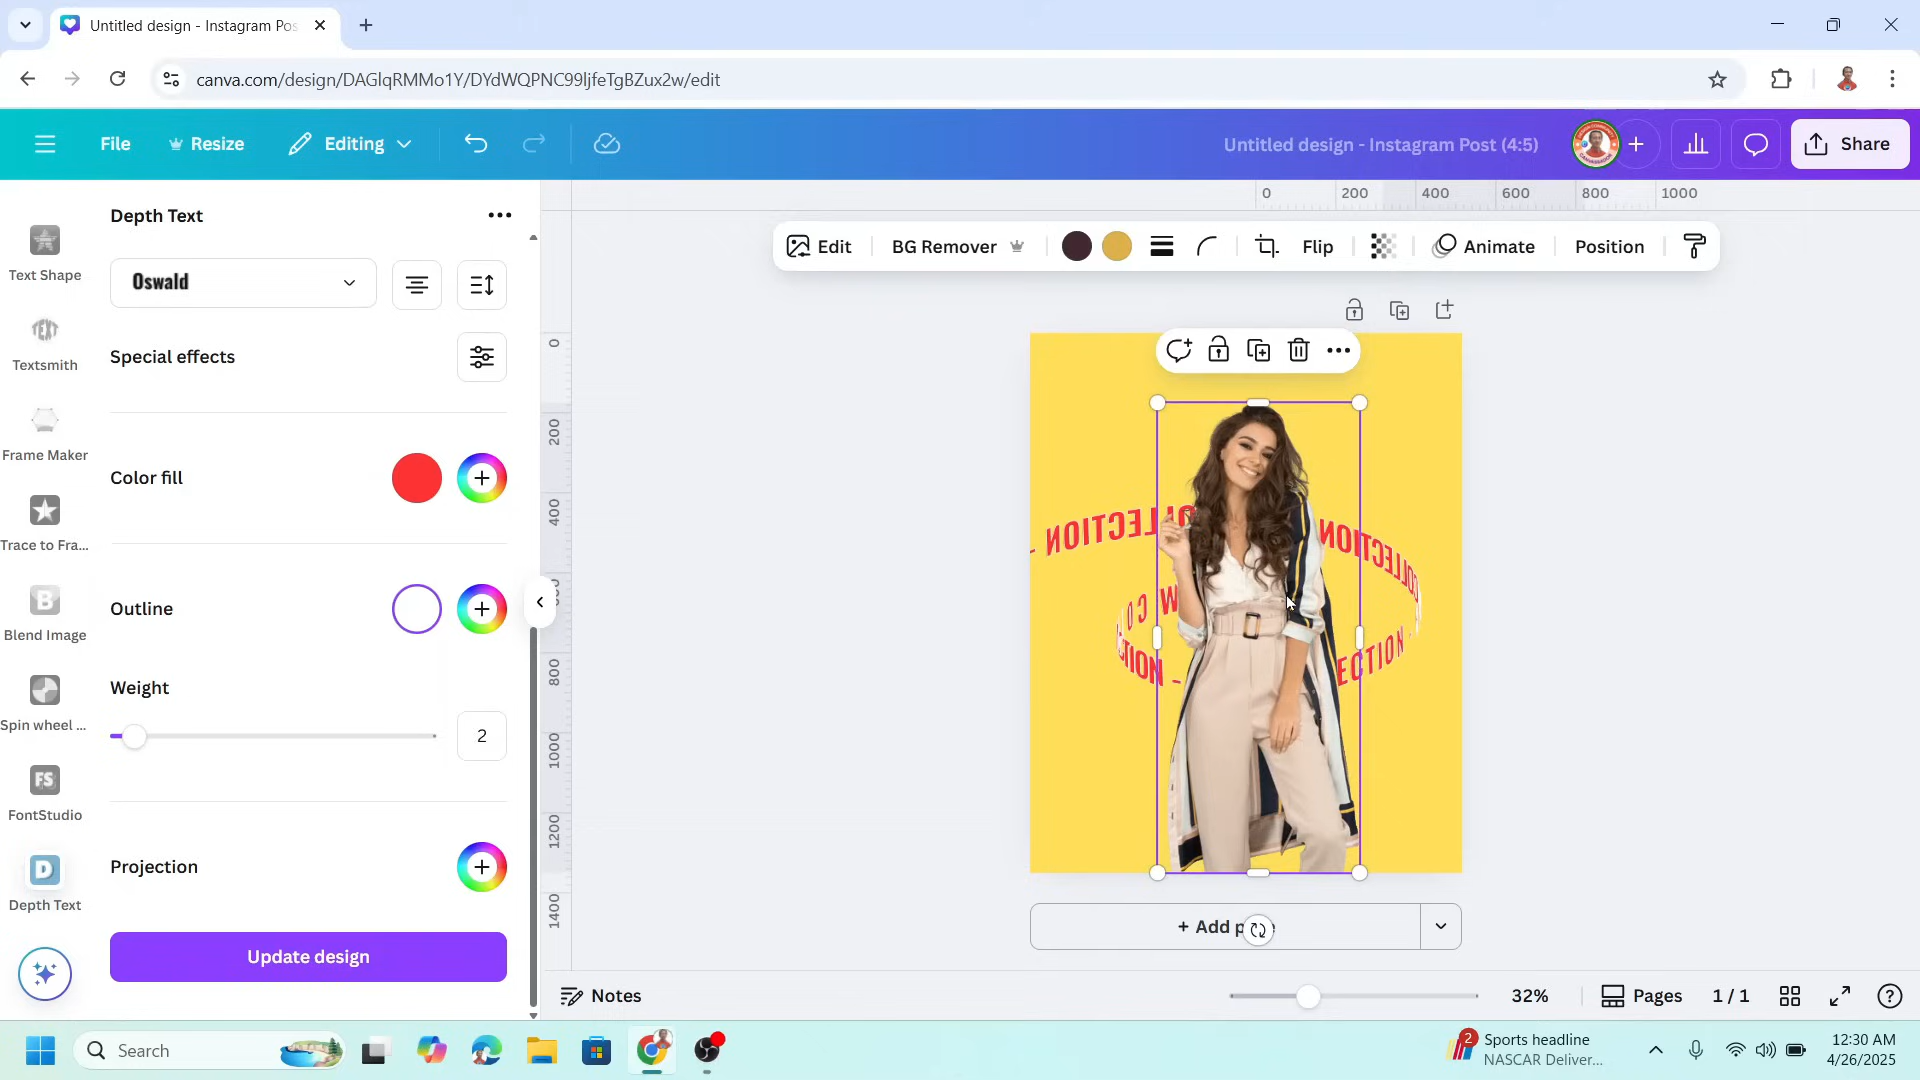 Untitled design - Instagram Pos
canva.com/design/DAGlqRMMo1Y/DYdWQPNC99ljfeTgBZux2w/edit
File
Resize
Editing
Untitled design - Instagram Post (4:5)
Share
Text Shape
Textsmith
Frame Maker
Trace to Fra...
Blend Image
Spin wheel ...
FontStudio
Depth Text
Depth Text
Oswald
Special effects
Color fill
Outline
Weight
2
Projection
Update design
0 200 400 600 800 1000
Edit
BG Remover
Flip
Animate
Position
0
200
400
800
1000
1200
1400
- COLLECTION
COLLECTION
ECTION -
+ Add p
Notes
32%
Pages
1 / 1
Search
2
Sports headline
NASCAR Deliver...
12:30 AM
4/26/2025